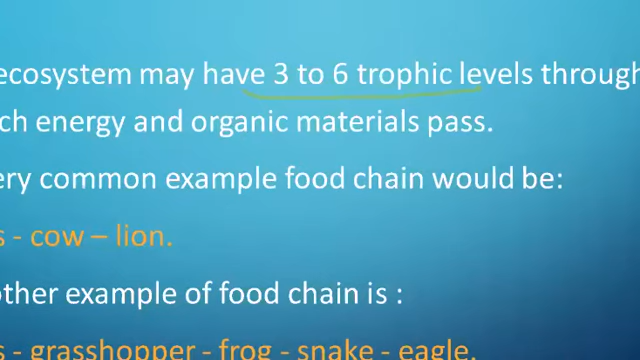 ecosystem may have 3 to 6 trophic levels through
ch energy and organic materials pass.
ery common example food chain would be:
s - cow – lion.
other example of food chain is :
s - grasshopper - frog - snake - eagle.